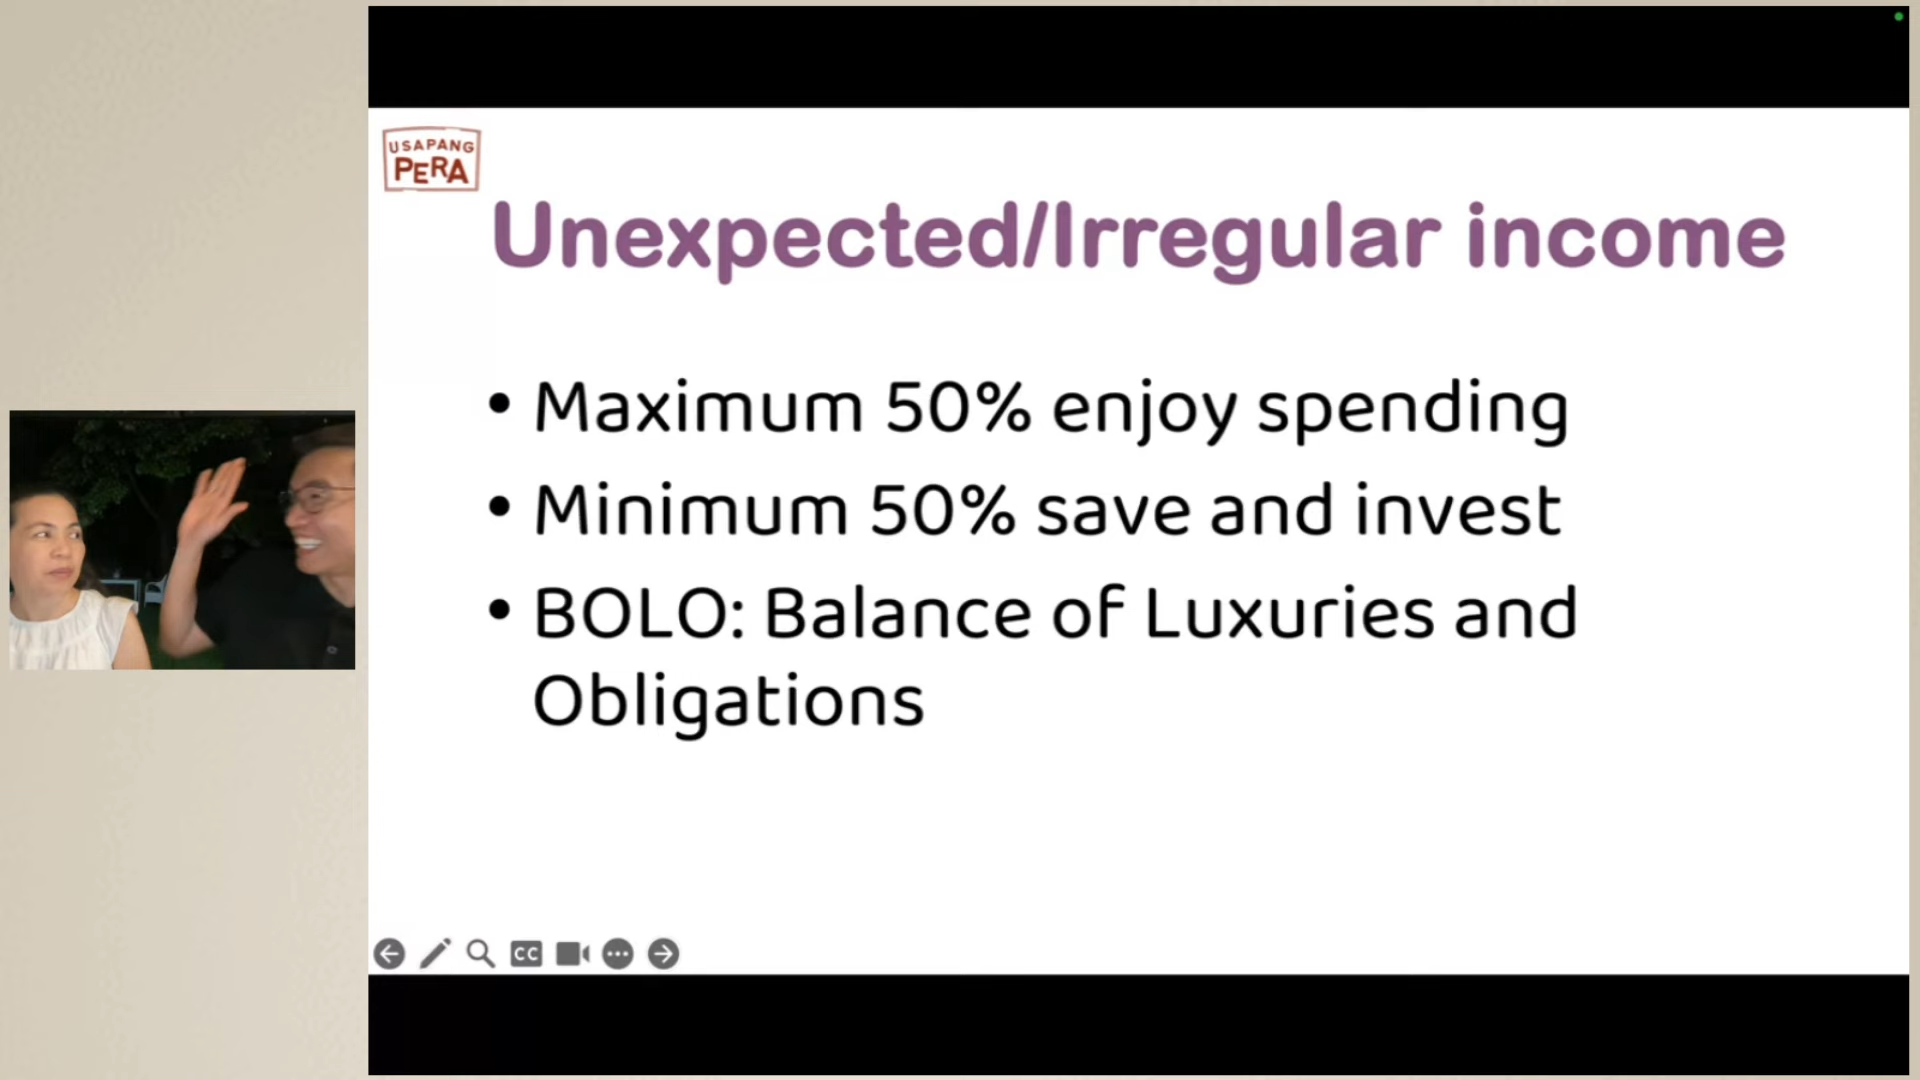 USAPANG
PERA
Unexpected/Irregular income
• Maximum 50% enjoy spending
• Minimum 50% save and invest
• BOLO: Balance of Luxuries and
Obligations
CC